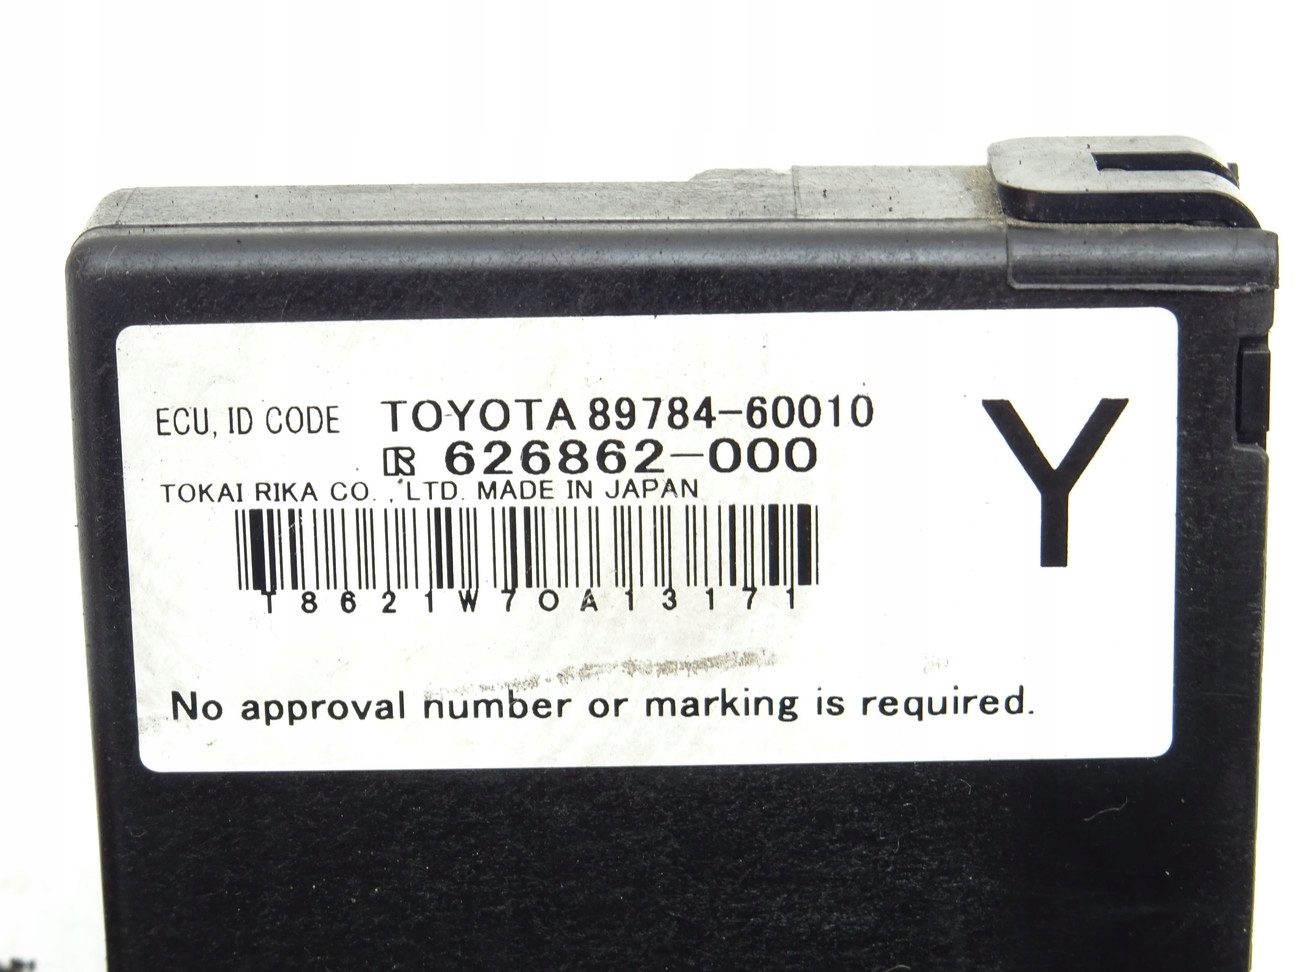 ECU, ID CODE TOYOTA 89784-60010
R 626862-000
TOKAI RIKA CO., LTD. MADE IN JAPAN
T8621W70A13171
No approval number or marking is required.
Y